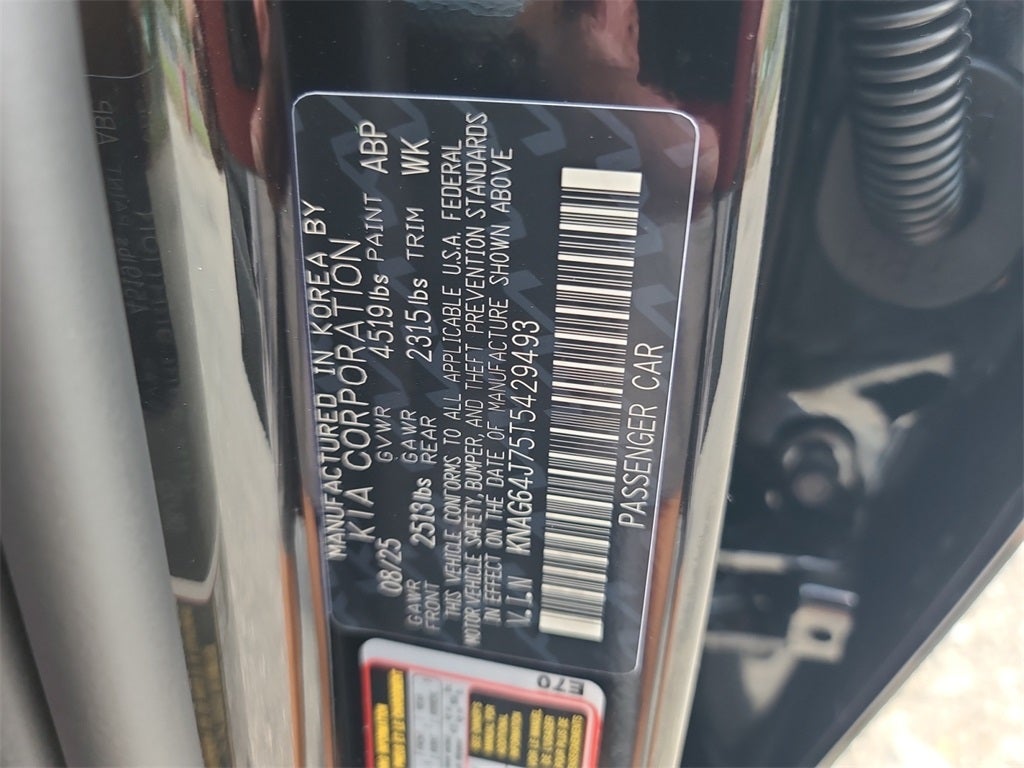 MANUFACTURED IN KOREA BY
KIA CORPORATION
08/25 GVWR 4519lbs PAINT ABP
GAWR FRONT 2513lbs GAWR REAR 2315lbs TRIM WK
THIS VEHICLE CONFORMS TO ALL APPLICABLE U.S.A. FEDERAL
MOTOR VEHICLE SAFETY, BUMPER, AND THEFT PREVENTION STANDARDS
IN EFFECT ON THE DATE OF MANUFACTURE SHOWN ABOVE
V.I.N KNAG64J75T5429493
PASSENGER CAR
E70